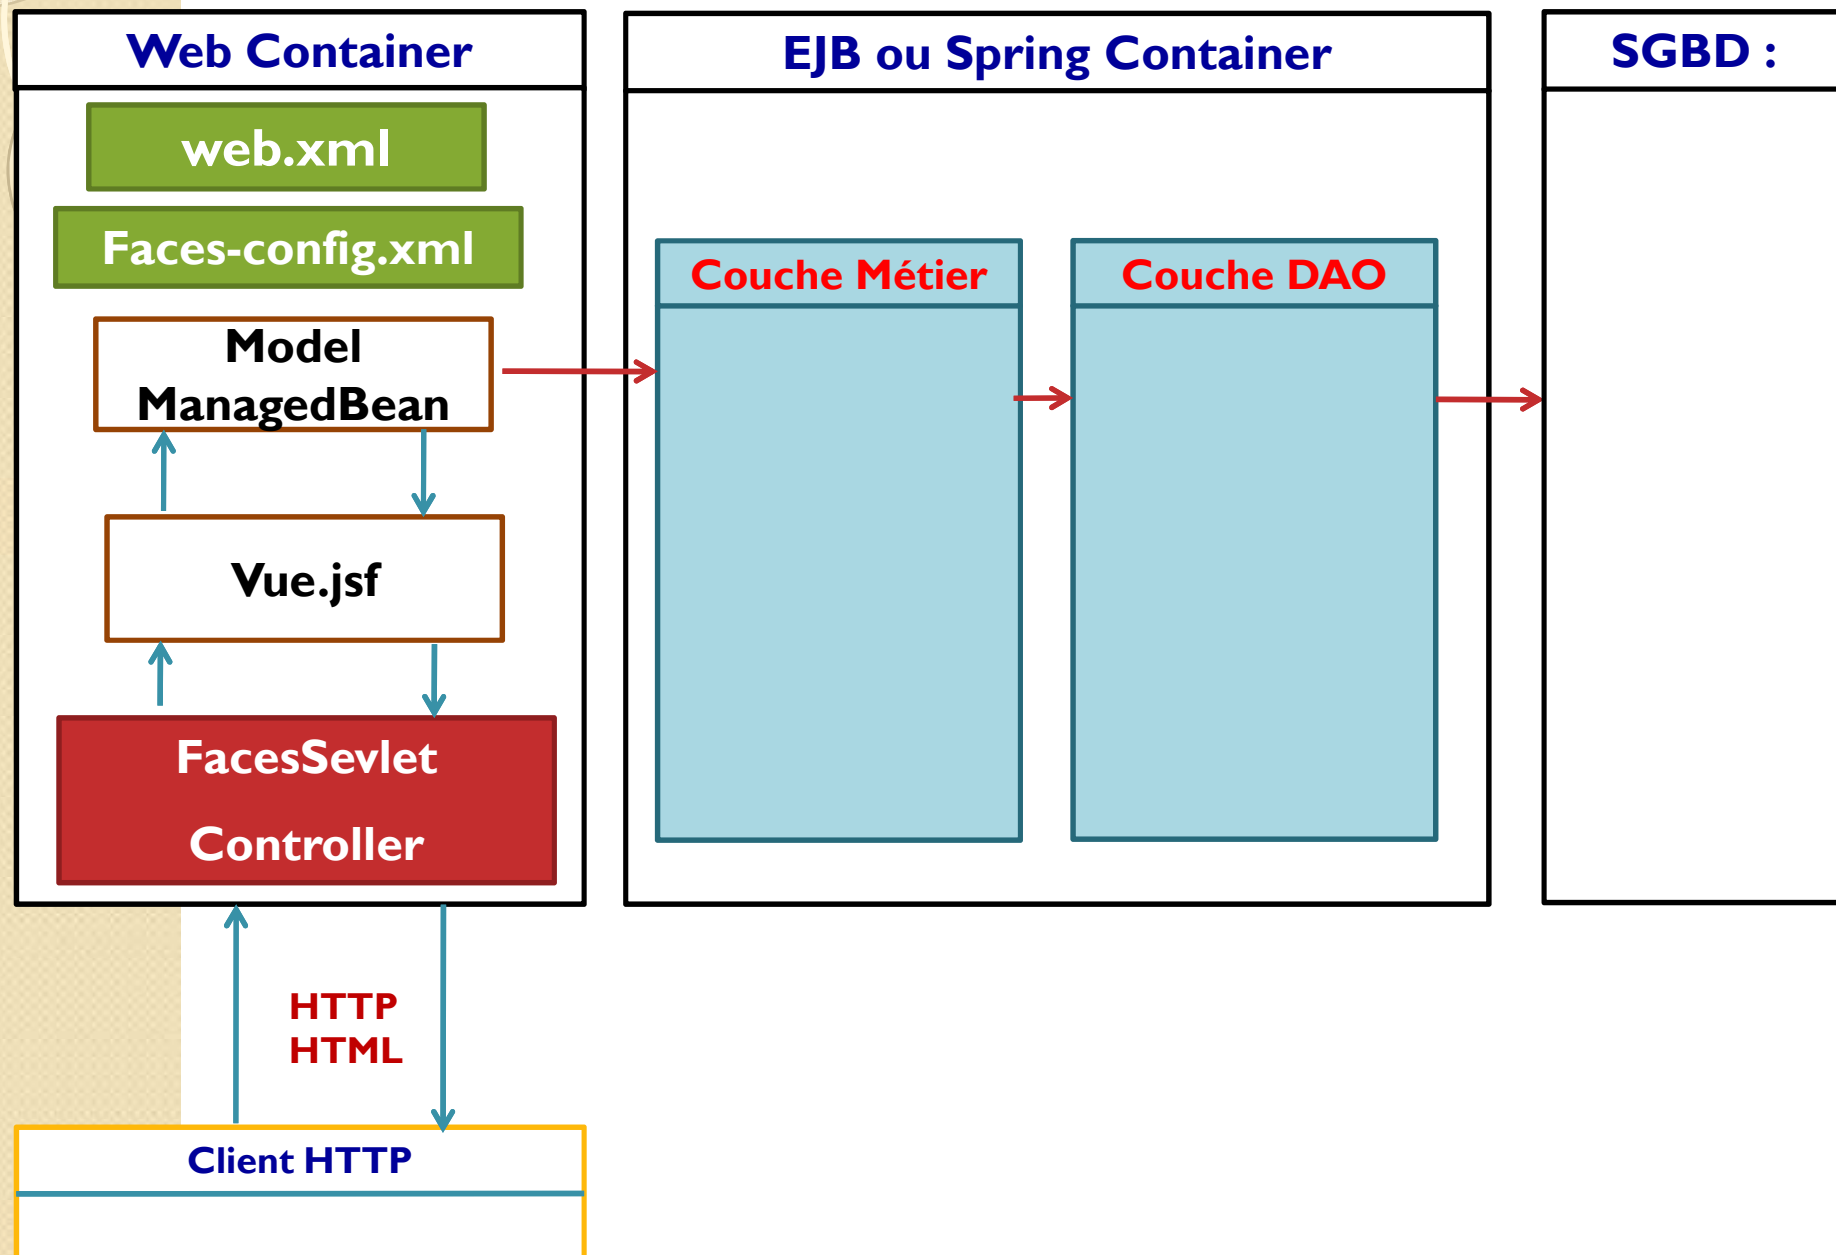 Web Container
web.xml
Faces-config.xml
Model
ManagedBean
Vue.jsf
FacesSevlet
Controller
HTTP
HTML
Client HTTP
EJB ou Spring Container
Couche Métier
Couche DAO
SGBD :